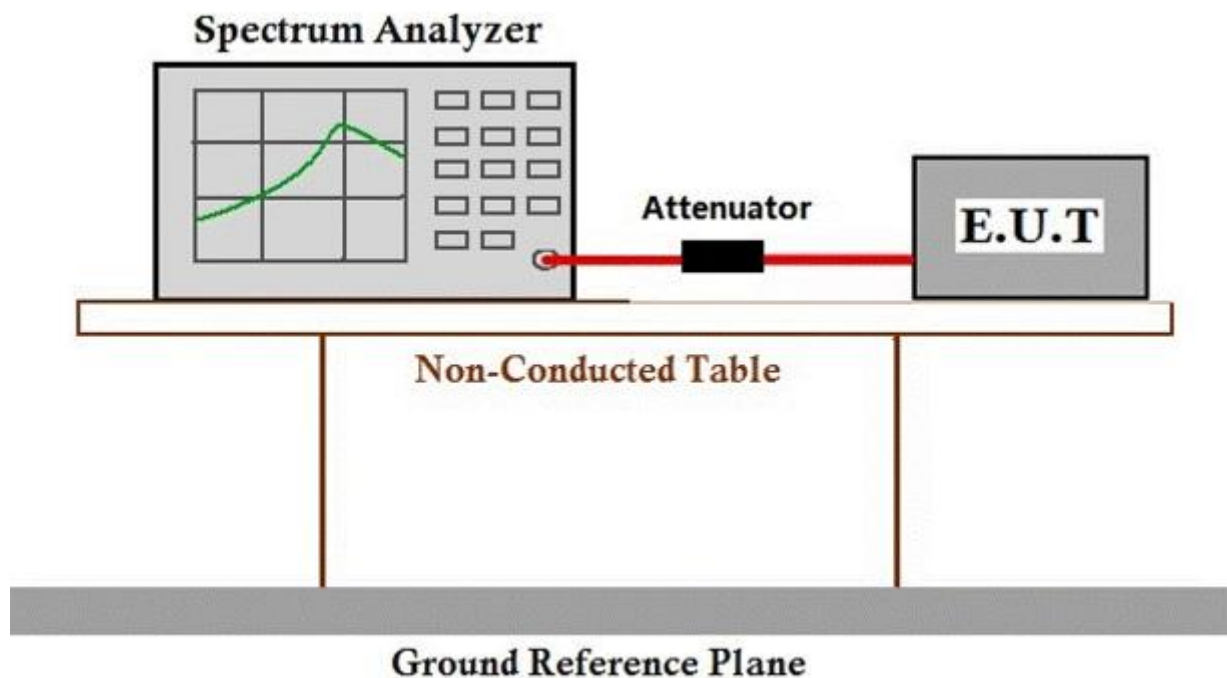 Spectrum Analyzer
Attenuator
E.U.T
Non-Conducted Table
Ground Reference Plane